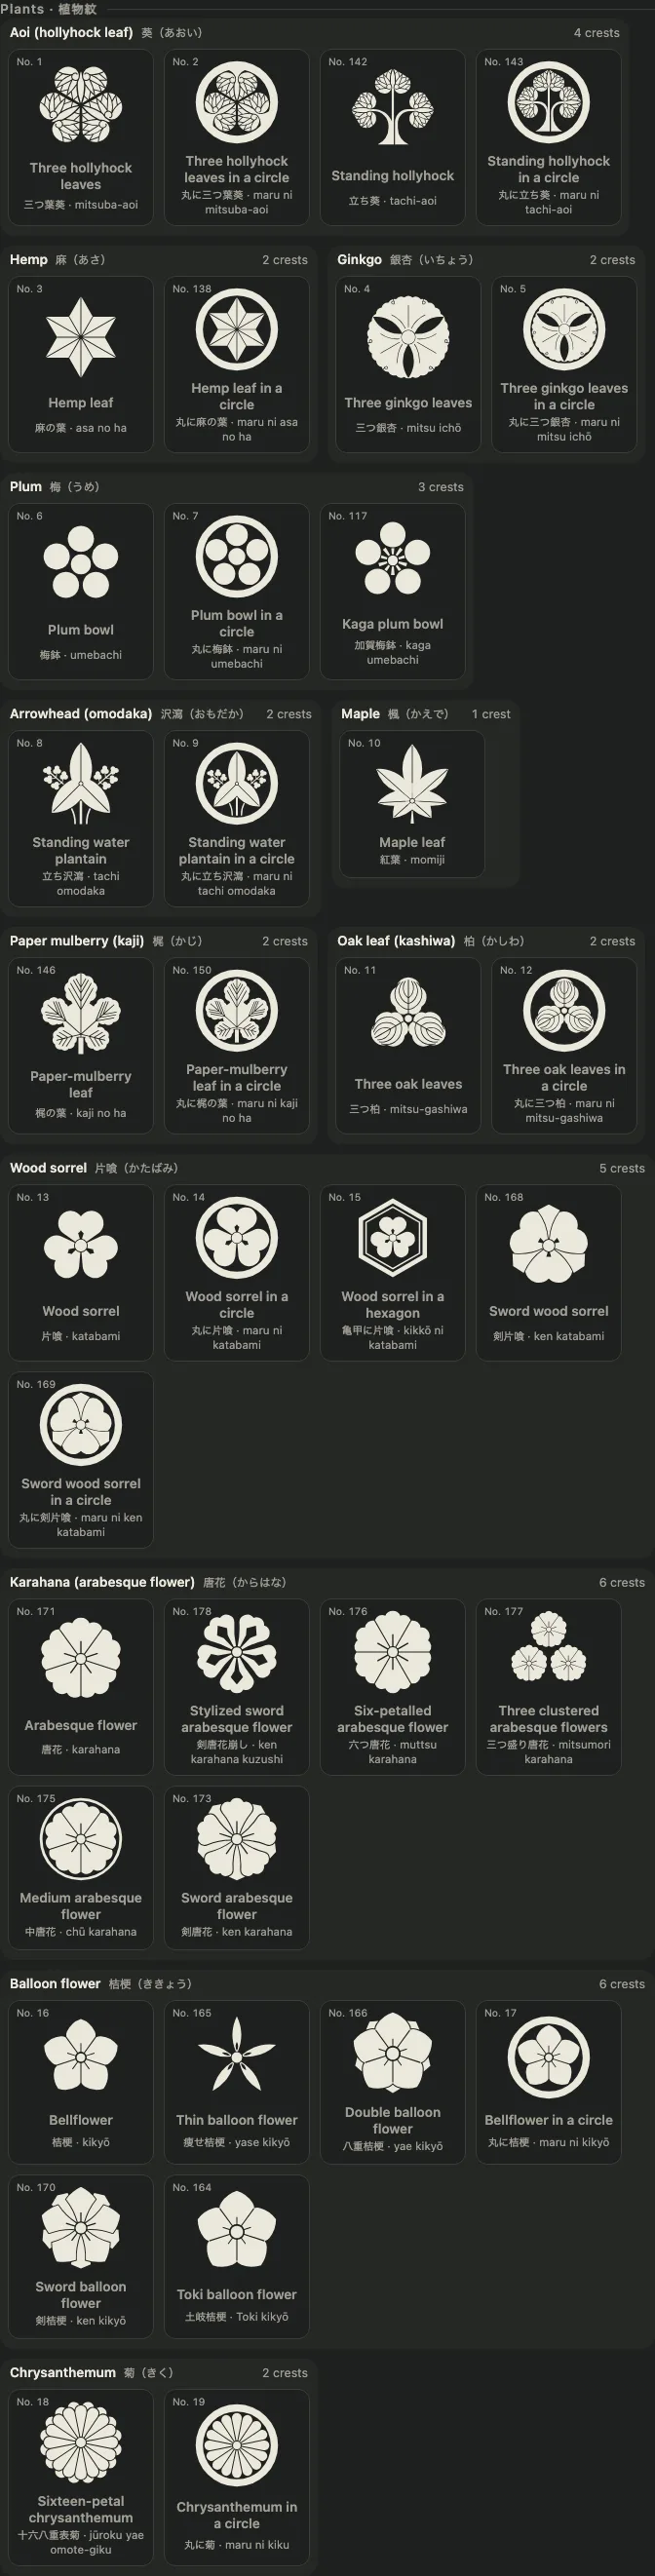 Plants · 植物紋
Aoi (hollyhock leaf) 葵（あおい） 4 crests
No. 1 No. 2 No. 142 No. 143
Three hollyhock
leaves
三つ葉葵 · mitsuba-aoi
Three hollyhock
leaves in a circle
丸に三つ葉葵 · maru ni
mitsuba-aoi
Standing hollyhock
立ち葵 · tachi-aoi
Standing hollyhock
in a circle
丸に立ち葵 · maru ni
tachi-aoi
Hemp 麻（あさ） 2 crests
No. 3 No. 138
Hemp leaf
麻の葉 · asa no ha
Hemp leaf in a
circle
丸に麻の葉 · maru ni asa
no ha
Ginkgo 銀杏（いちょう） 2 crests
No. 4 No. 5
Three ginkgo leaves
三つ銀杏 · mitsu ichō
Three ginkgo leaves
in a circle
丸に三つ銀杏 · maru ni
mitsu ichō
Plum 梅（うめ） 3 crests
No. 6 No. 7 No. 117
Plum bowl
梅鉢 · umebachi
Plum bowl in a
circle
丸に梅鉢 · maru ni
umebachi
Kaga plum bowl
加賀梅鉢 · kaga
umebachi
Arrowhead (omodaka) 沢瀉（おもだか） 2 crests
No. 8 No. 9
Standing water
plantain
立ち沢瀉 · tachi
omodaka
Standing water
plantain in a circle
丸に立ち沢瀉 · maru ni
tachi omodaka
Maple 楓（かえで） 1 crest
No. 10
Maple leaf
紅葉 · momiji
Paper mulberry (kaji) 梶（かじ） 2 crests
No. 146 No. 150
Paper-mulberry
leaf
梶の葉 · kaji no ha
Paper-mulberry
leaf in a circle
丸に梶の葉 · maru ni kaji
no ha
Oak leaf (kashiwa) 柏（かしわ） 2 crests
No. 11 No. 12
Three oak leaves
三つ柏 · mitsu-gashiwa
Three oak leaves in
a circle
丸に三つ柏 · maru ni
mitsu-gashiwa
Wood sorrel 片喰（かたばみ） 5 crests
No. 13 No. 14 No. 15 No. 168
Wood sorrel
片喰 · katabami
Wood sorrel in a
circle
丸に片喰 · maru ni
katabami
Wood sorrel in a
hexagon
亀甲に片喰 · kikkō ni
katabami
Sword wood sorrel
剣片喰 · ken katabami
No. 169
Sword wood sorrel
in a circle
丸に剣片喰 · maru ni ken
katabami
Karahana (arabesque flower) 唐花（からはな） 6 crests
No. 171 No. 178 No. 176 No. 177
Arabesque flower
唐花 · karahana
Stylized sword
arabesque flower
剣唐花崩し · ken
karahana kuzushi
Six-petalled
arabesque flower
六つ唐花 · muttsu
karahana
Three clustered
arabesque flowers
三つ盛り唐花 · mitsumori
karahana
No. 175 No. 173
Medium arabesque
flower
中唐花 · chū karahana
Sword arabesque
flower
剣唐花 · ken karahana
Balloon flower 桔梗（ききょう） 6 crests
No. 16 No. 165 No. 166 No. 17
Bellflower
桔梗 · kikyō
Thin balloon flower
痩せ桔梗 · yase kikyō
Double balloon
flower
八重桔梗 · yae kikyō
Bellflower in a circle
丸に桔梗 · maru ni kikyō
No. 170 No. 164
Sword balloon
flower
剣桔梗 · ken kikyō
Toki balloon flower
土岐桔梗 · Toki kikyō
Chrysanthemum 菊（きく） 2 crests
No. 18 No. 19
Sixteen-petal
chrysanthemum
十六八重表菊 · jūroku yae
omote-giku
Chrysanthemum in
a circle
丸に菊 · maru ni kiku